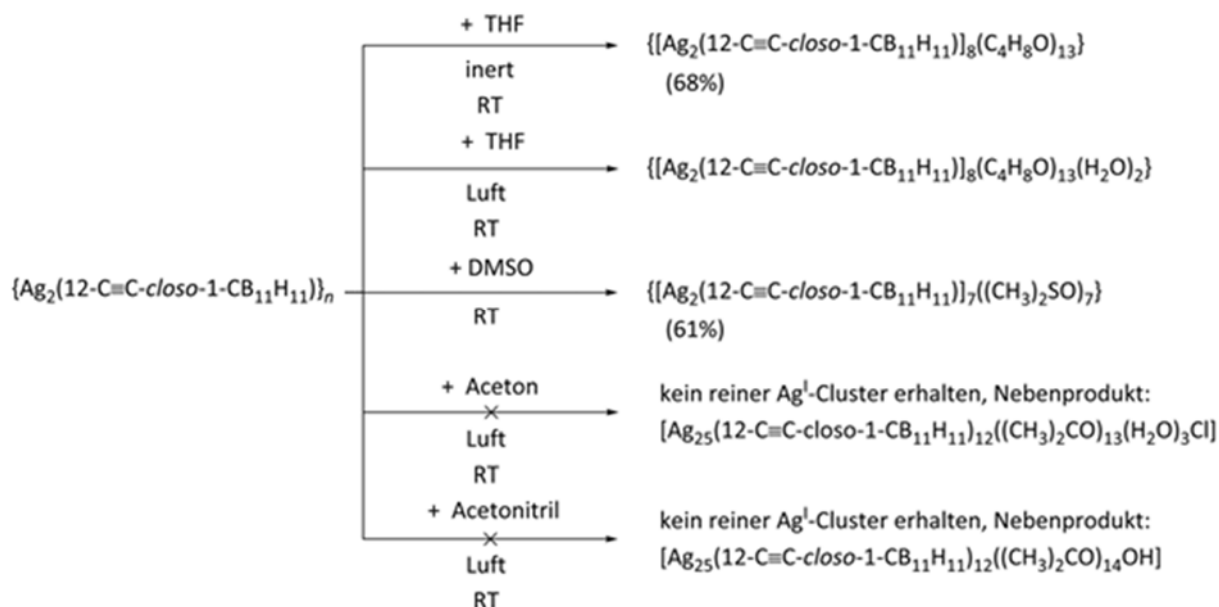 + THF
inert
RT
{[Ag₂(12-C≡C-closo-1-CB₁₁H₁₁)]₈(C₄H₈O)₁₃}
(68%)
+ THF
Luft
RT
{[Ag₂(12-C≡C-closo-1-CB₁₁H₁₁)]₈(C₄H₈O)₁₃(H₂O)₂}
{Ag₂(12-C≡C-closo-1-CB₁₁H₁₁)}ₙ
+ DMSO
RT
{[Ag₂(12-C≡C-closo-1-CB₁₁H₁₁)]₇((CH₃)₂SO)₇}
(61%)
+ Aceton
Luft
RT
kein reiner Agᴵ-Cluster erhalten, Nebenprodukt:
[Ag₂₅(12-C≡C-closo-1-CB₁₁H₁₁)₁₂((CH₃)₂CO)₁₃(H₂O)₃Cl]
+ Acetonitril
Luft
RT
kein reiner Agᴵ-Cluster erhalten, Nebenprodukt:
[Ag₂₅(12-C≡C-closo-1-CB₁₁H₁₁)₁₂((CH₃)₂CO)₁₄OH]